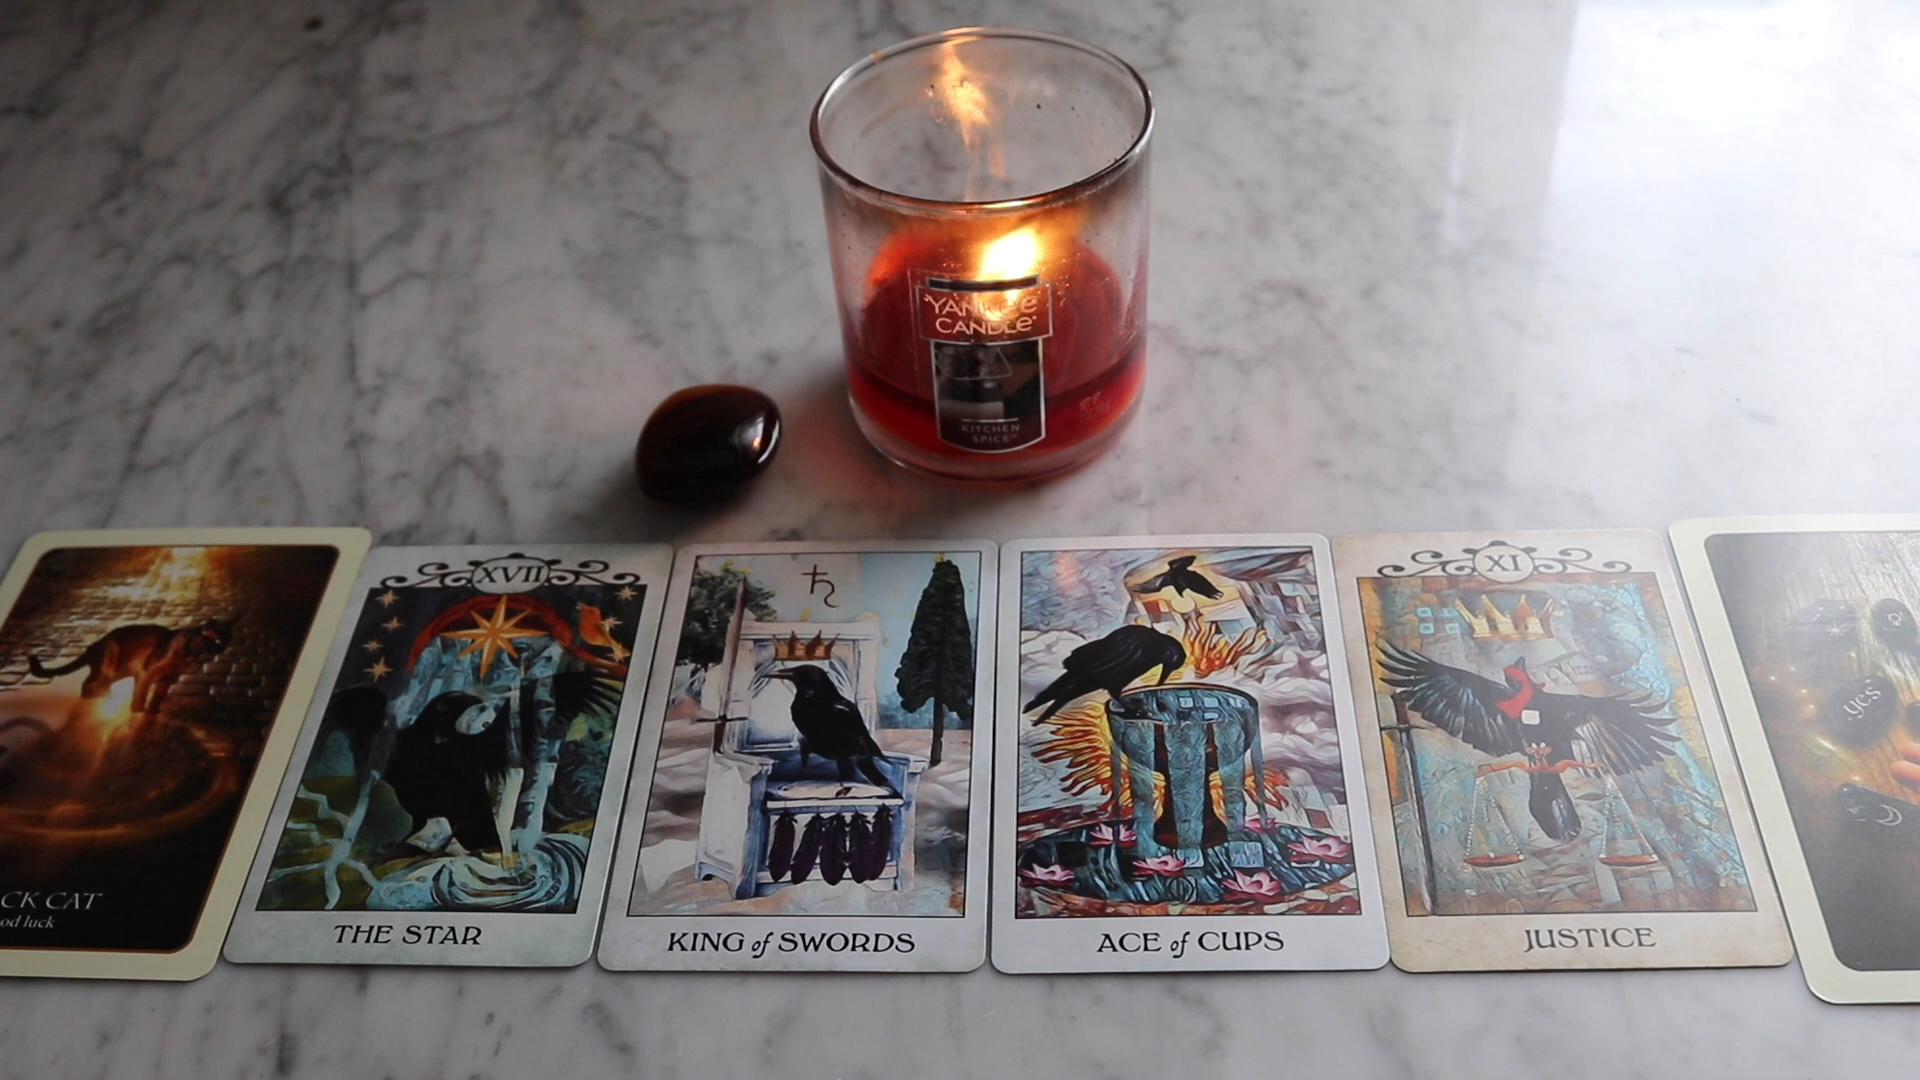 YANKEE
CANDLE
KITCHEN
SPICE™
CK CAT
od luck
XVII
THE STAR
KING of SWORDS
ACE of CUPS
XI
JUSTICE
yes